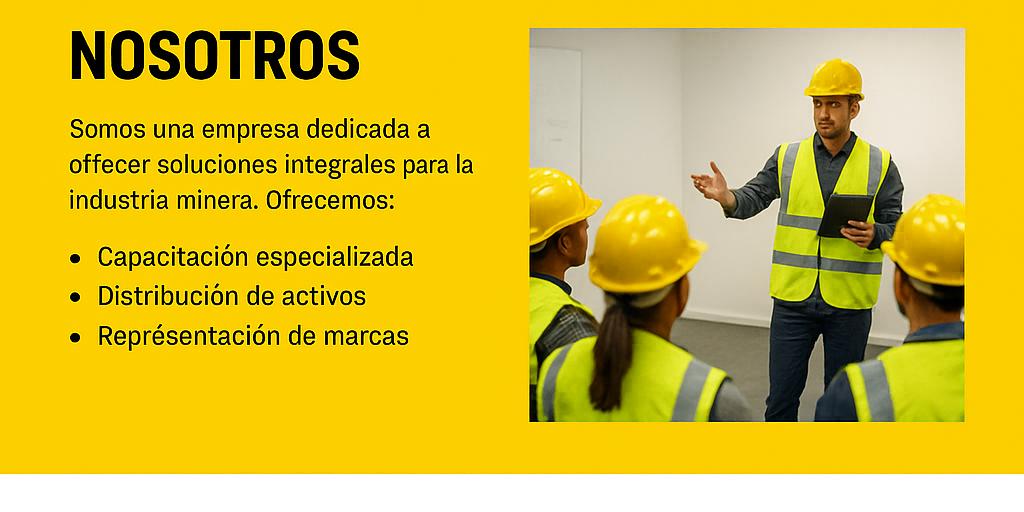 NOSOTROS
Somos una empresa dedicada a
offecer soluciones integrales para la
industria minera. Ofrecemos:
• Capacitación especializada
• Distribución de activos
• Représentación de marcas